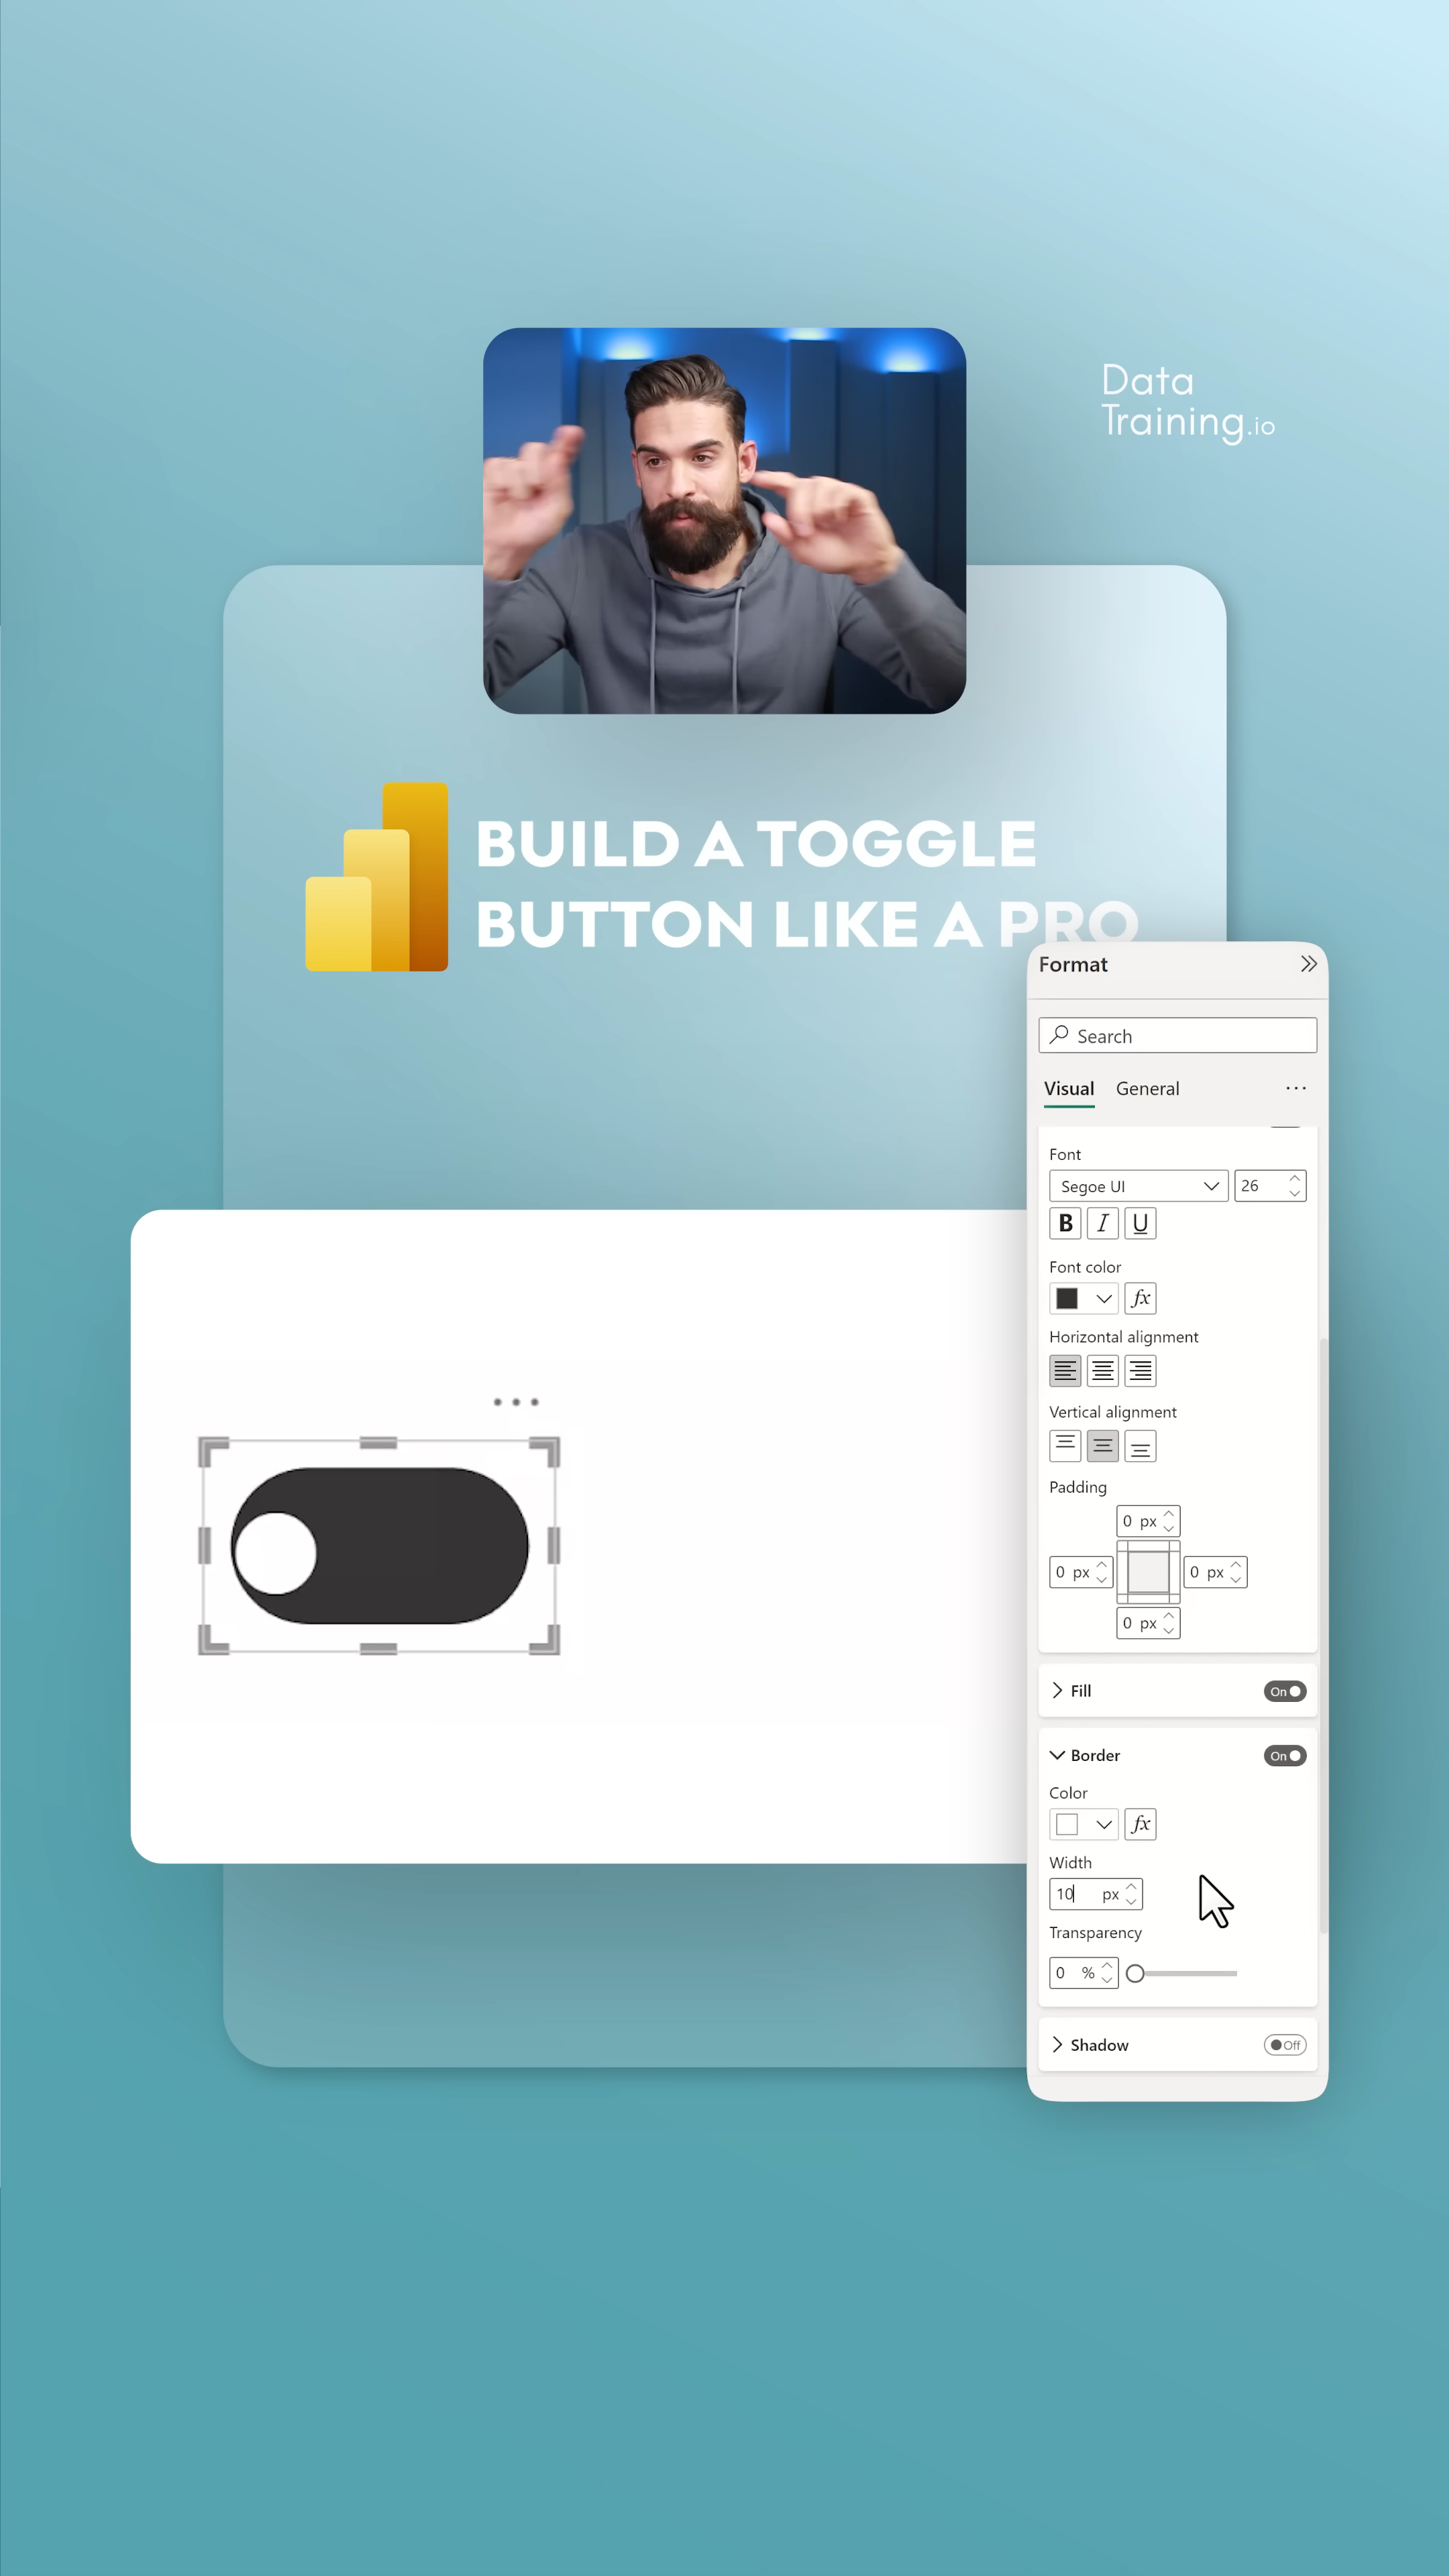 Data
Training.io
BUILD A TOGGLE
BUTTON LIKE A PRO
Format
Search
Visual General
Font
Segoe UI 26
B I U
Font color
fx
Horizontal alignment
Vertical alignment
Padding
0 px
0 px 0 px
0 px
Fill On
Border On
Color
fx
Width
10 px
Transparency
0 %
Shadow Off